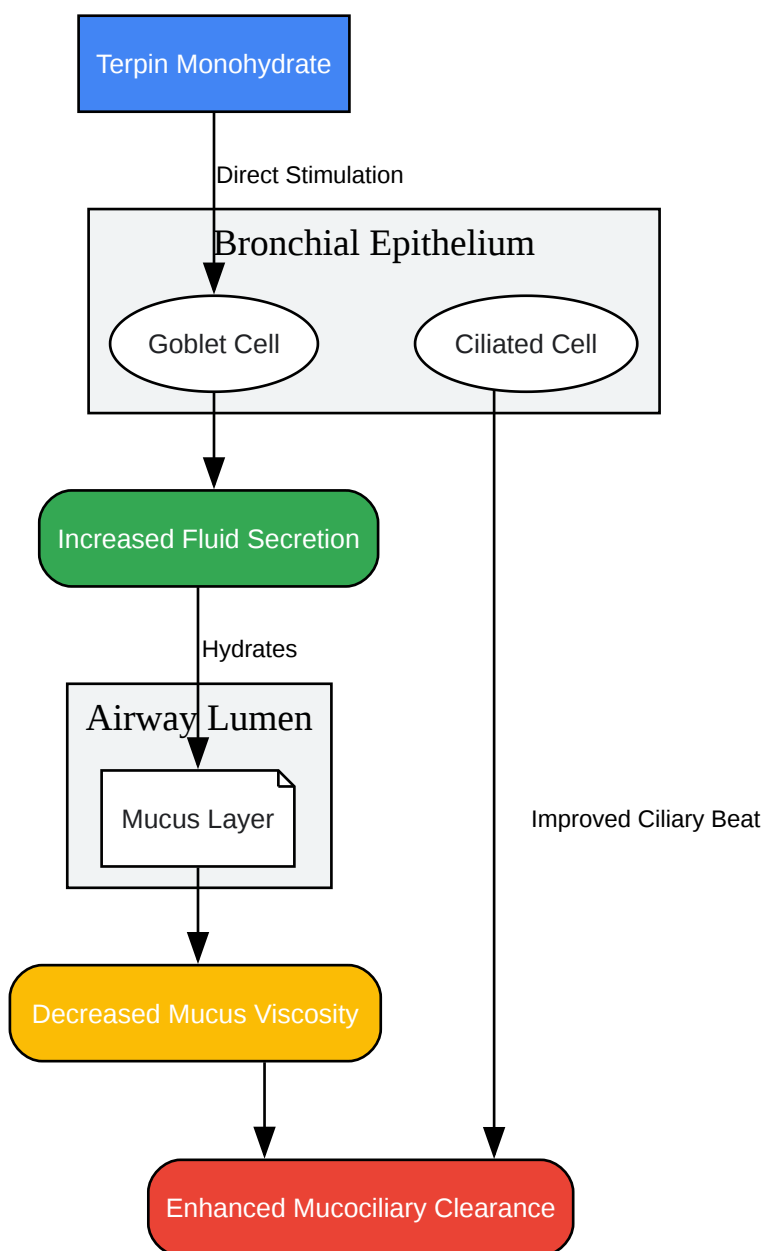 Terpin Monohydrate
Direct Stimulation
Bronchial Epithelium
Goblet Cell
Ciliated Cell
Increased Fluid Secretion
Hydrates
Airway Lumen
Mucus Layer
Improved Ciliary Beat
Decreased Mucus Viscosity
Enhanced Mucociliary Clearance